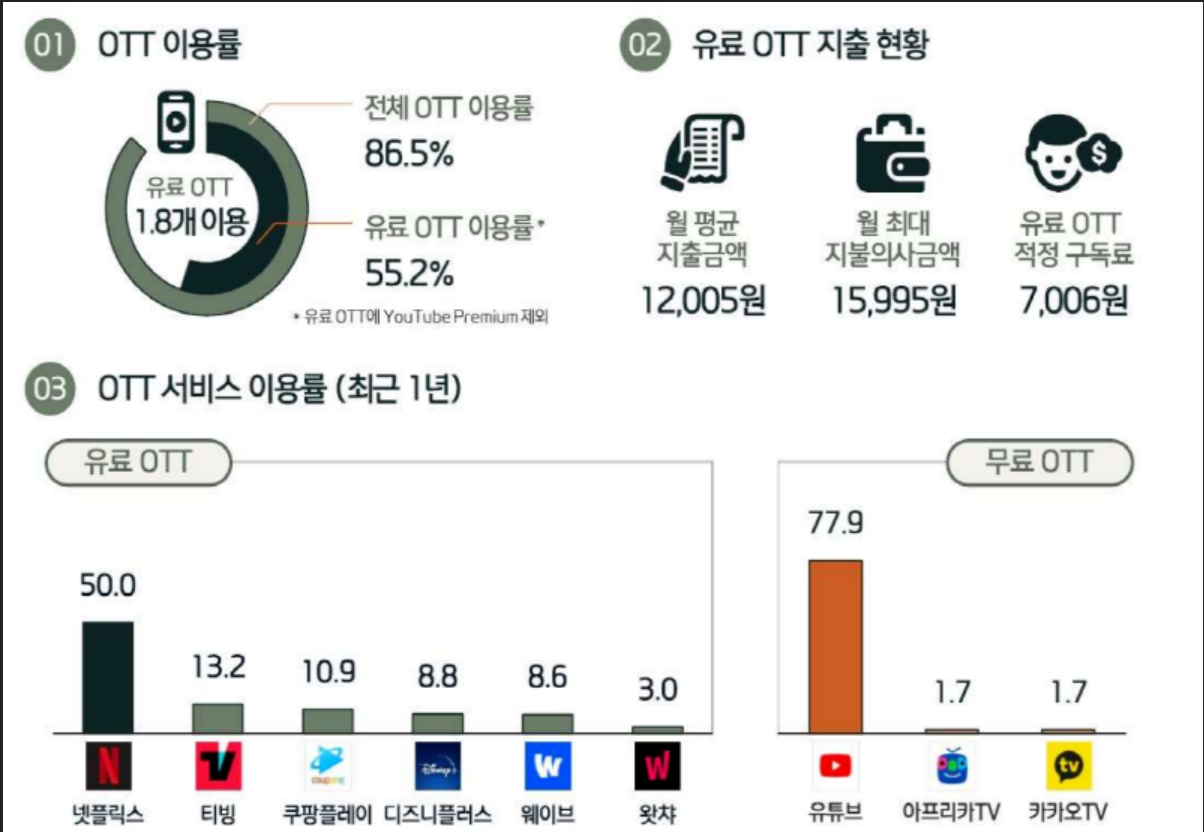 01 OTT 이용률
전체 OTT 이용률
86.5%
유료 OTT
1.8개 이용
유료 OTT 이용률*
55.2%
* 유료 OTT에 YouTube Premium 제외
02 유료 OTT 지출 현황
월 평균
지출금액
12,005원
월 최대
지불의사금액
15,995원
유료 OTT
적정 구독료
7,006원
03 OTT 서비스 이용률 (최근 1년)
유료 OTT
50.0
13.2
10.9
8.8
8.6
3.0
넷플릭스
티빙
쿠팡플레이
디즈니플러스
웨이브
왓챠
무료 OTT
77.9
1.7
1.7
유튜브
아프리카TV
카카오TV
$
N
coupang
Disney+
W
W
tv